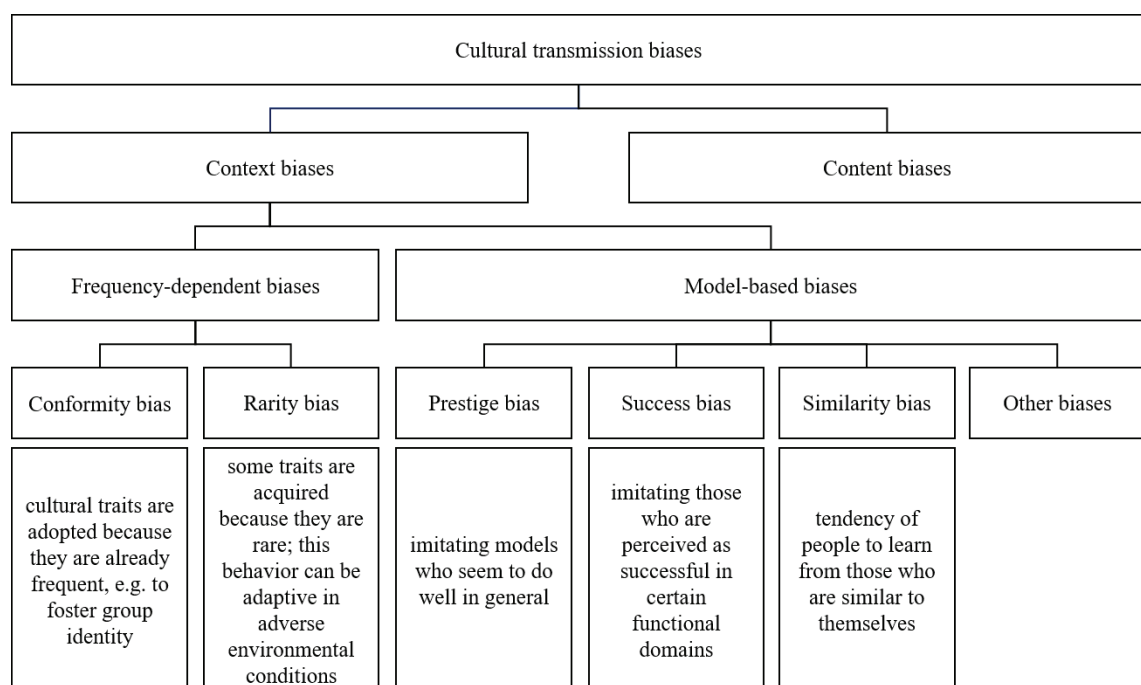 Cultural transmission biases
Context biases
Content biases
Frequency-dependent biases
Model-based biases
Conformity bias
Rarity bias
Prestige bias
Success bias
Similarity bias
Other biases
cultural traits are
adopted because
they are already
frequent, e.g. to
foster group
identity
some traits are
acquired
because they are
rare; this
behavior can be
adaptive in
adverse
environmental
conditions
imitating models
who seem to do
well in general
imitating those
who are
perceived as
successful in
certain
functional
domains
tendency of
people to learn
from those who
are similar to
themselves